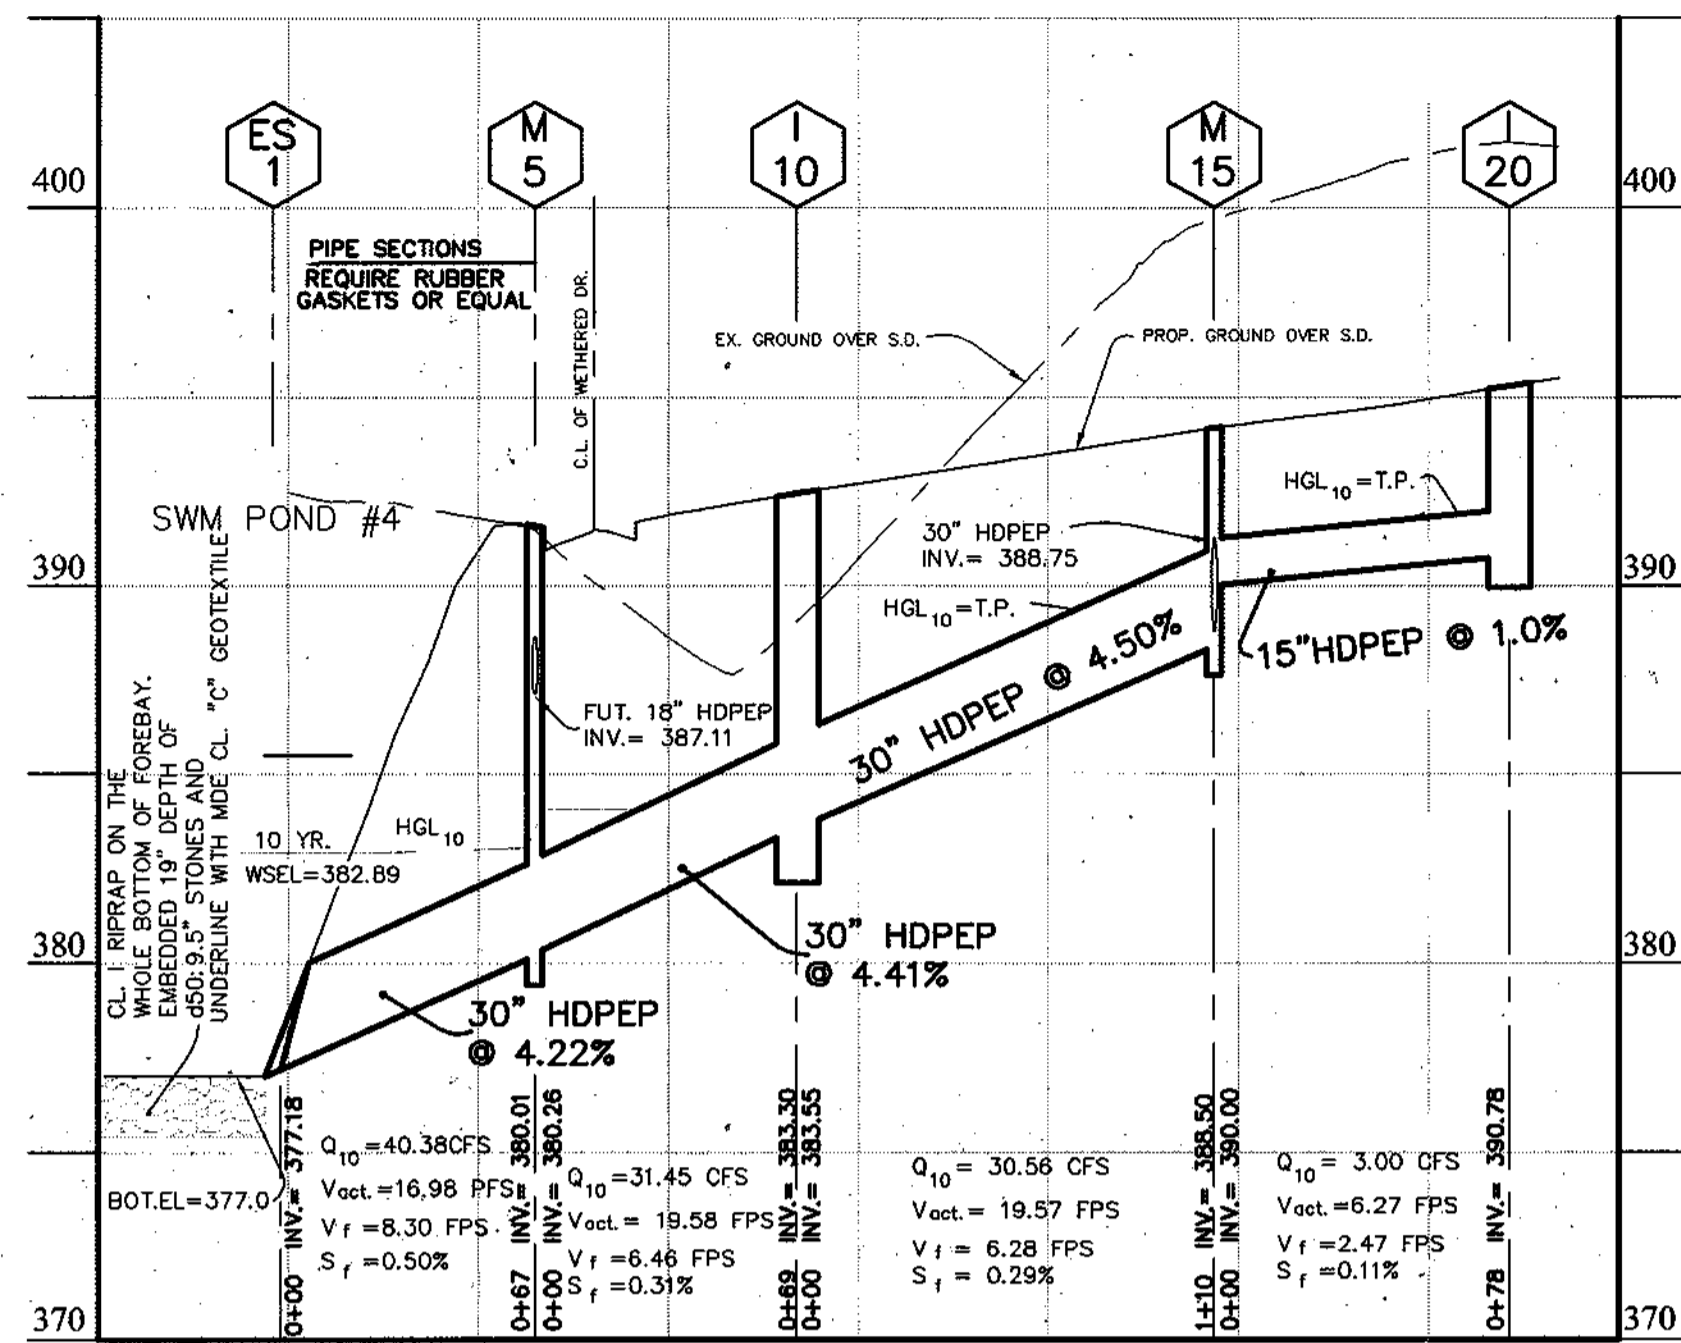 ES
1
M
5
I
10
M
15
I
20
400
400
PIPE SECTIONS
REQUIRE RUBBER
GASKETS OR EQUAL
C.L. OF WETHERED DR.
EX. GROUND OVER S.D.
PROP. GROUND OVER S.D.
SWM POND #4
HGL10=T.P.
30" HDPEP
INV.= 388.75
390
390
HGL10=T.P.
30" HDPEP @ 4.50%
15"HDPEP @ 1.0%
FUT. 18" HDPEP
INV.= 387.11
CL. I RIPRAP ON THE
WHOLE BOTTOM OF FOREBAY.
EMBEDDED 19" DEPTH OF
d50:9.5" STONES AND
UNDERLINE WITH MDE CL. "C" GEOTEXTILE
10 YR.
WSEL=382.89
HGL10
380
380
30" HDPEP
@ 4.41%
30" HDPEP
@ 4.22%
BOT.EL=377.0
0+00 INV.= 377.18
Q10=40.38CFS
Vact.=16.98 PFS
Vf=8.30 FPS.
Sf=0.50%
0+67 INV.= 380.01
0+00 INV.= 380.26
Q10=31.45 CFS
Vact.= 19.58 FPS
Vf=6.46 FPS
Sf=0.31%
0+69 INV.= 383.30
0+00 INV.= 383.55
Q10= 30.56 CFS
Vact.= 19.57 FPS
Vf= 6.28 FPS
Sf= 0.29%
1+10 INV.= 388.50
0+00 INV.= 390.00
Q10= 3.00 CFS
Vact.=6.27 FPS
Vf=2.47 FPS
Sf=0.11%
0+78 INV.= 390.78
370
370